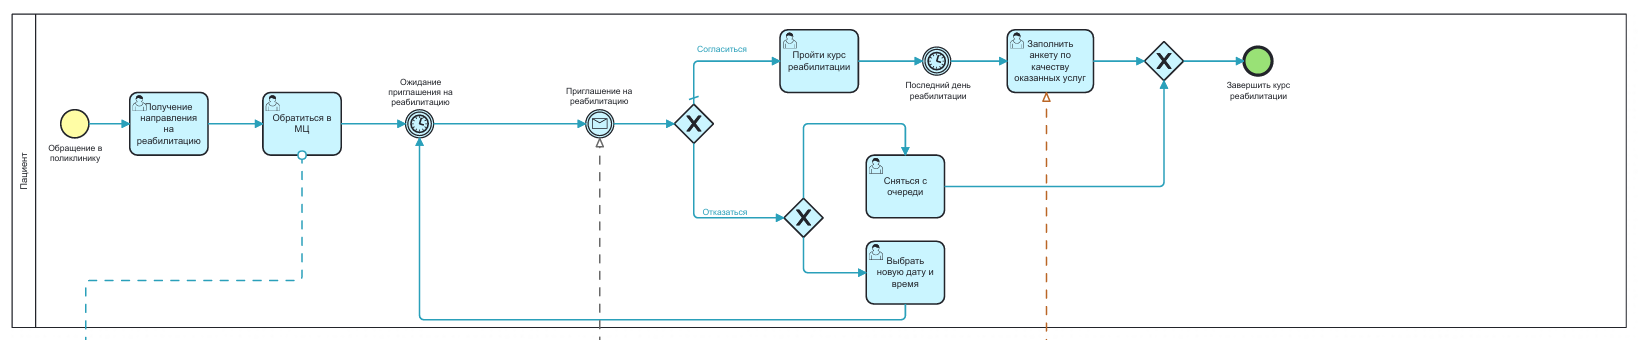 Пациент
Обращение в
поликлинику
Получение
направления
на
реабилитацию
Обратиться в
МЦ
Ожидание
приглашения на
реабилитацию
Приглашение на
реабилитацию
Согласиться
Отказаться
Пройти курс
реабилитации
Последний день
реабилитации
Заполнить
анкету по
качеству
оказанных услуг
Сняться с
очереди
Выбрать
новую дату и
время
Завершить курс
реабилитации